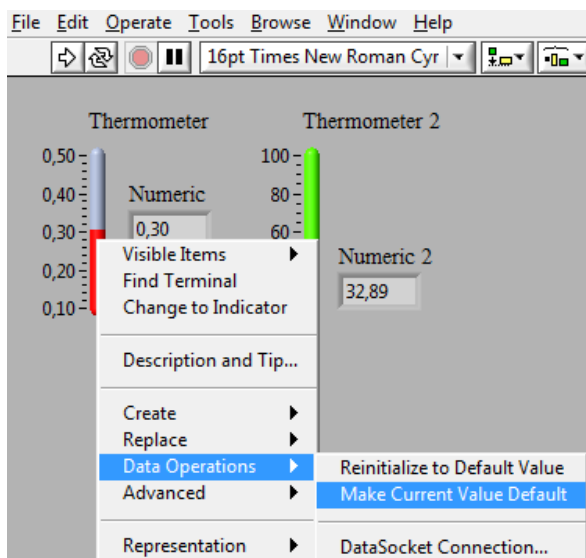 File Edit Operate Tools Browse Window Help
16pt Times New Roman Cyr
Thermometer
Thermometer 2
0,50
0,40
0,30
0,20
0,10
100
80
60
Numeric
0,30
Numeric 2
32,89
Visible Items
Find Terminal
Change to Indicator
Description and Tip...
Create
Replace
Data Operations
Advanced
Representation
Reinitialize to Default Value
Make Current Value Default
DataSocket Connection...